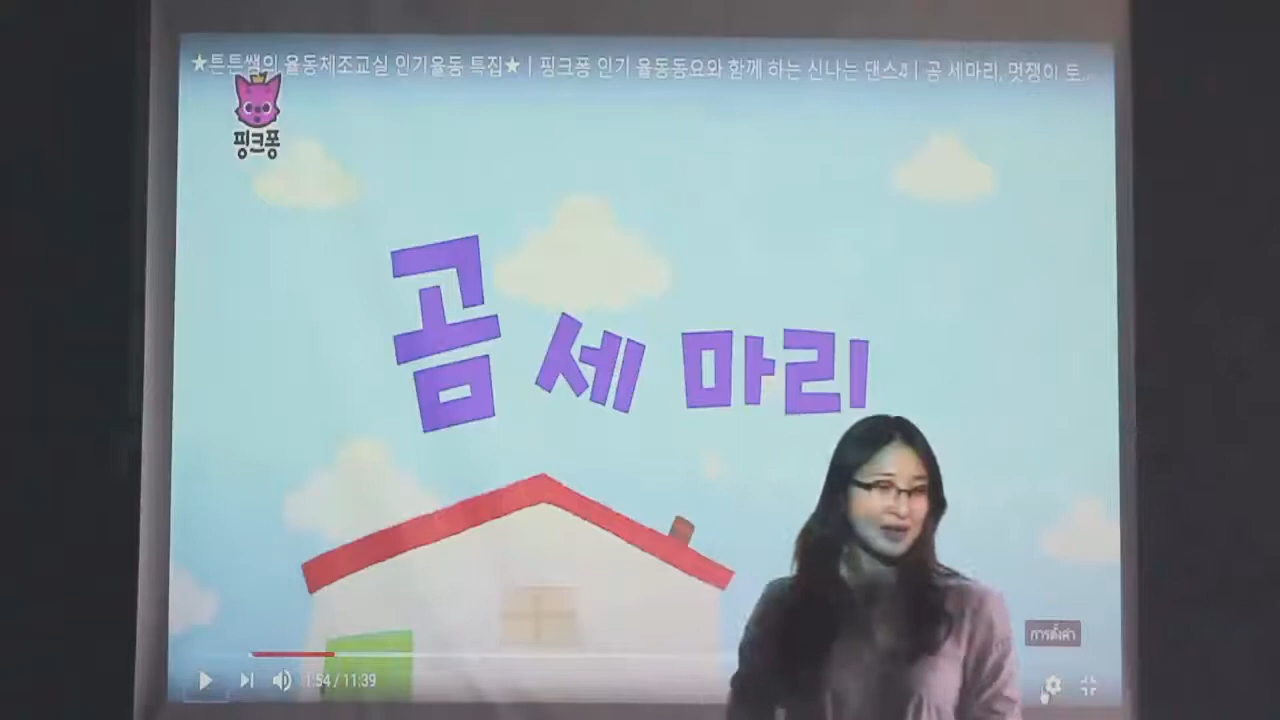 ★튼튼쌤의 율동체조교실 인기율동 특집★ | 핑크퐁 인기 율동동요와 함께 하는 신나는 댄스4 | 곰 세마리, 멋쟁이 토...
핑크퐁
곰 세 마리
การตั้งค่า
1:54 / 11:39